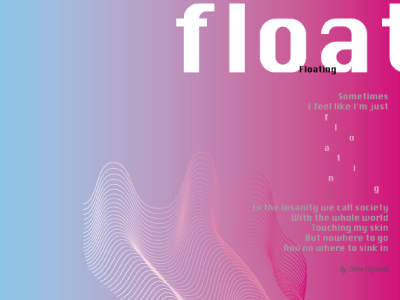 float
Floating
Sometimes
I feel like I'm just
f
l
o
a
t
i
n
g
In the insanity we call society
With the whole world
Touching my skin
But nowhere to go
And no where to sink in
By